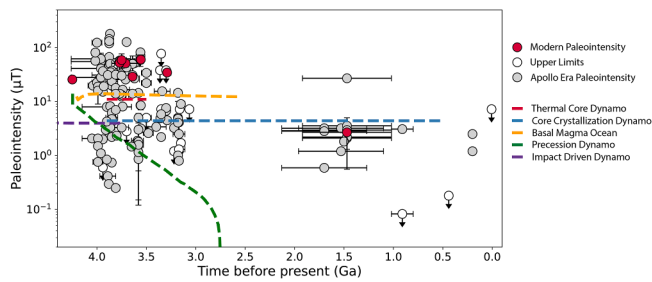 Paleointensity (μT)
10²
10¹
10⁰
10⁻¹
4.0 3.5 3.0 2.5 2.0 1.5 1.0 0.5 0.0
Time before present (Ga)
Modern Paleointensity
Upper Limits
Apollo Era Paleointensity
Thermal Core Dynamo
Core Crystallization Dynamo
Basal Magma Ocean
Precession Dynamo
Impact Driven Dynamo